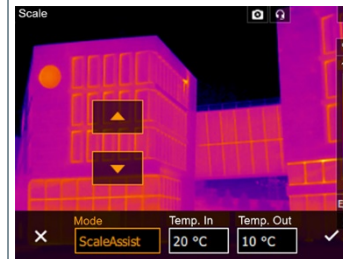 Scale
Mode
Temp. In
Temp. Out
ScaleAssist
20 °C
10 °C